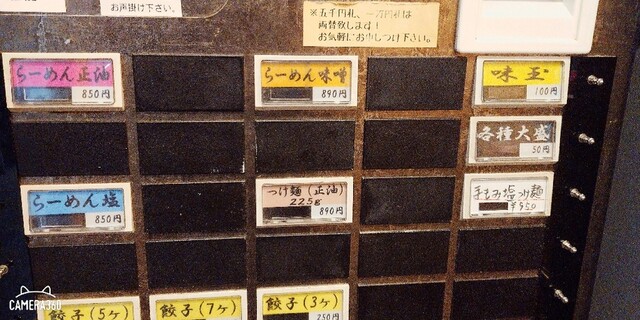 お声掛け下さい。
※五千円札、一万円札は
両替致します!
お気軽にお申しつけ下さい。
らーめん正油
850円
らーめん味噌
890円
味玉
100円
各種大盛
50円
らーめん塩
850円
つけ麺(正油)
225g
890円
手もみ塩つけ麺
¥950
餃子(5ヶ)
餃子(7ヶ)
餃子(3ヶ)
250円
CAMERA360